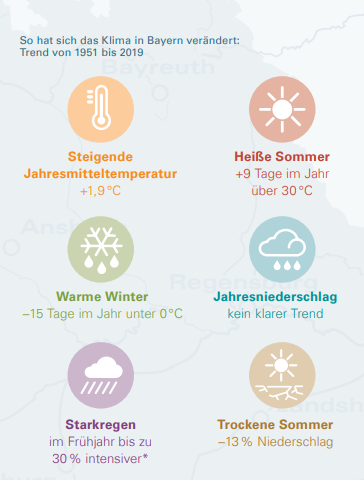 So hat sich das Klima in Bayern verändert:
Trend von 1951 bis 2019
Bayreuth
Steigende
Jahresmitteltemperatur
+1,9 °C
Heiße Sommer
+9 Tage im Jahr
über 30 °C
Warme Winter
−15 Tage im Jahr unter 0 °C
Regensburg
Jahresniederschlag
kein klarer Trend
Starkregen
im Frühjahr bis zu
30 % intensiver*
Trockene Sommer
−13 % Niederschlag